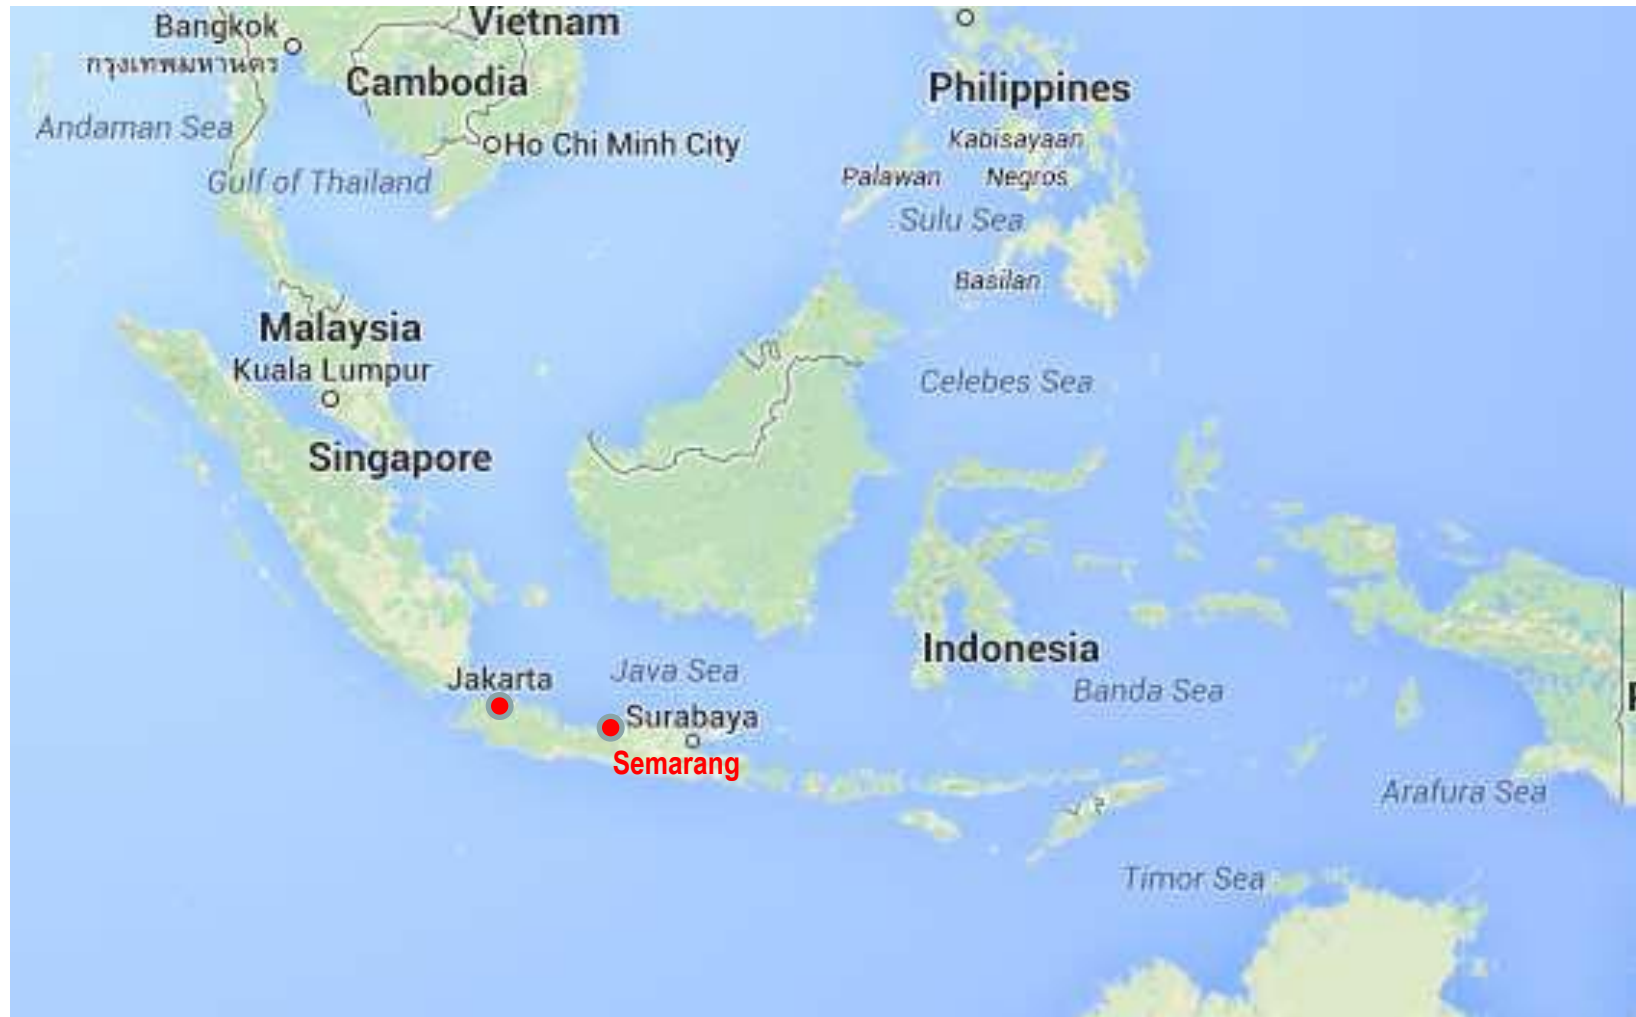 Vietnam
Bangkok
กรุงเทพมหานคร
Cambodia
Philippines
Andaman Sea
Ho Chi Minh City
Kabisayaan
Gulf of Thailand
Palawan
Negros
Sulu Sea
Basilan
Malaysia
Kuala Lumpur
Celebes Sea
Singapore
Indonesia
Jakarta
Java Sea
Banda Sea
Surabaya
Semarang
Arafura Sea
Timor Sea